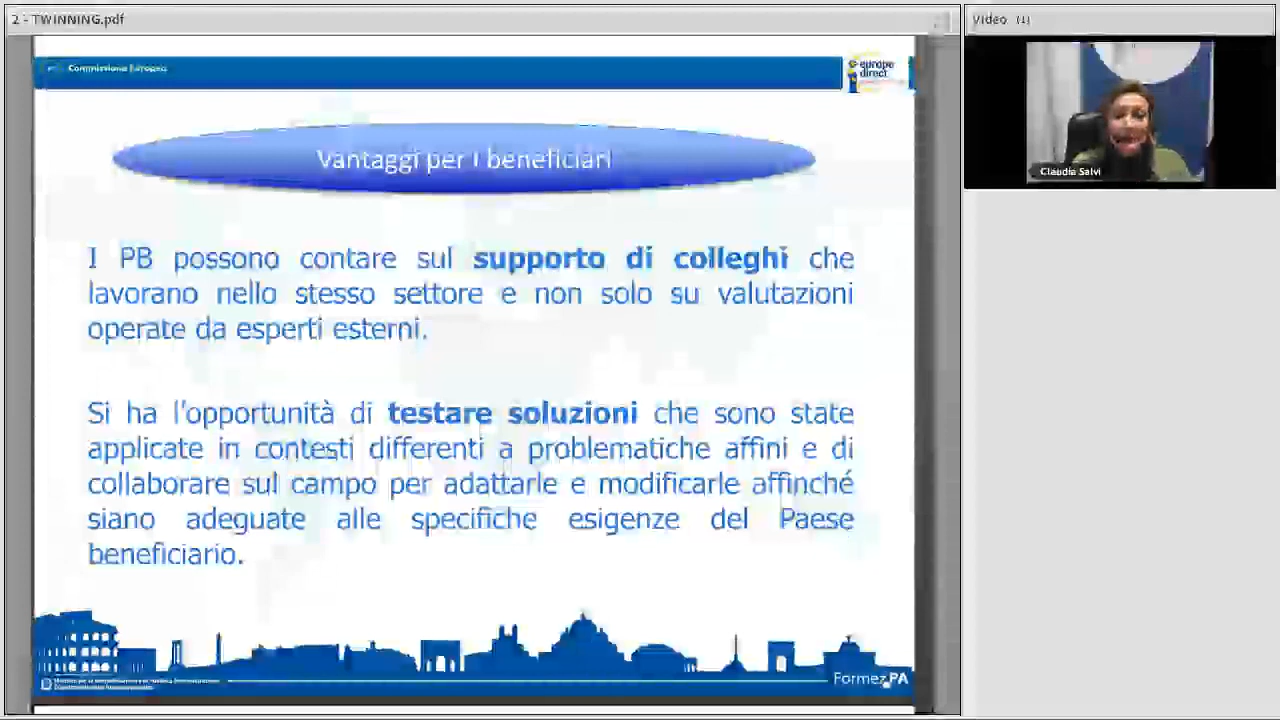 2 - TWINNING.pdf
Video (1)
Commissione Europea
europe
direct
Vantaggi per i beneficiari
Claudia Salvi
I PB possono contare sul supporto di colleghi che
lavorano nello stesso settore e non solo su valutazioni
operate da esperti esterni.
Si ha l'opportunità di testare soluzioni che sono state
applicate in contesti differenti a problematiche affini e di
collaborare sul campo per adattarle e modificarle affinché
siano adeguate alle specifiche esigenze del Paese
beneficiario.
Formez PA